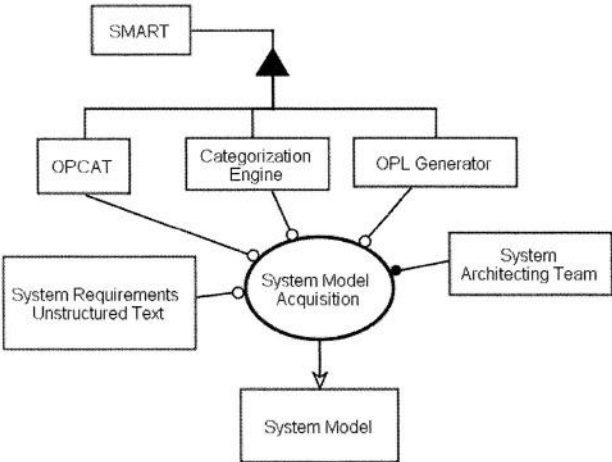 SMART
OPCAT
Categorization
Engine
OPL Generator
System Requirements
Unstructured Text
System Model
Acquisition
System
Architecting Team
System Model